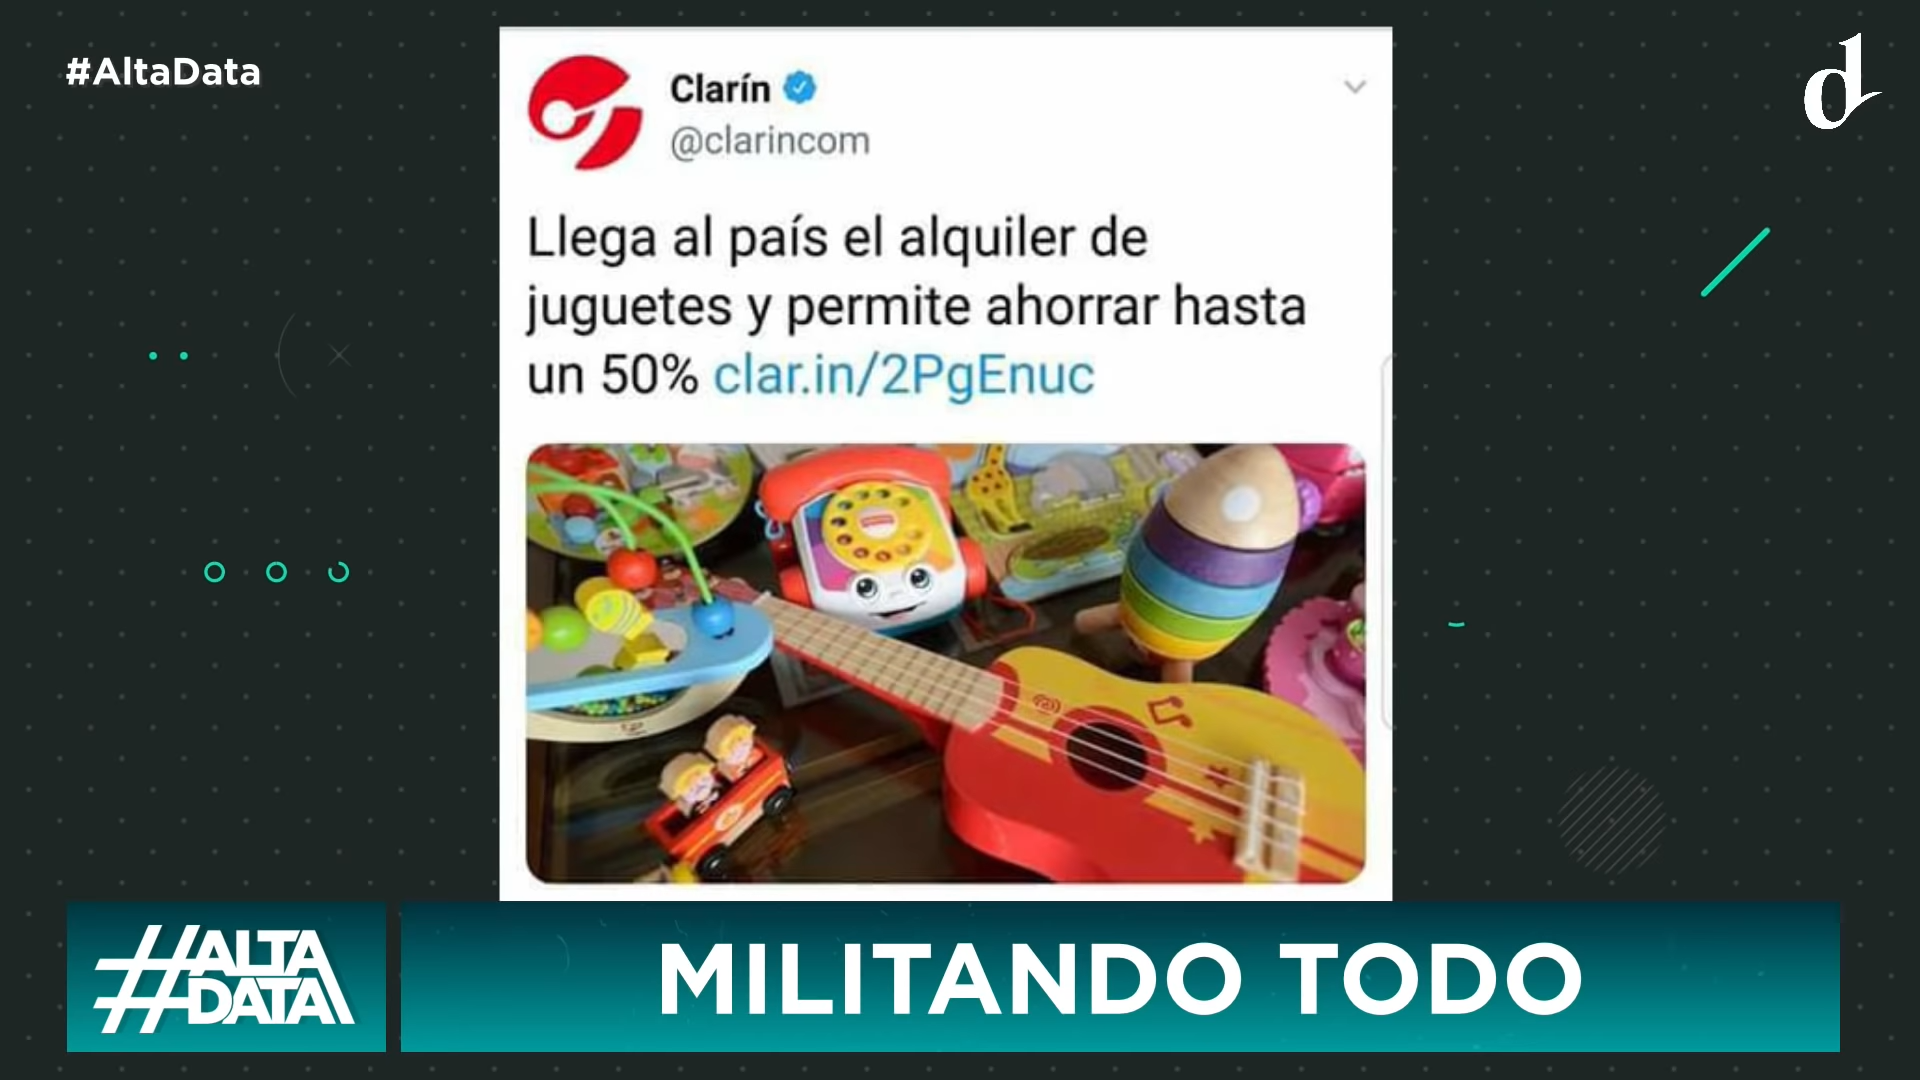 #AltaData
d
Clarín
@clarincom
Llega al país el alquiler de
juguetes y permite ahorrar hasta
un 50% clar.in/2PgEnuc
#ALTA
DATA
MILITANDO TODO